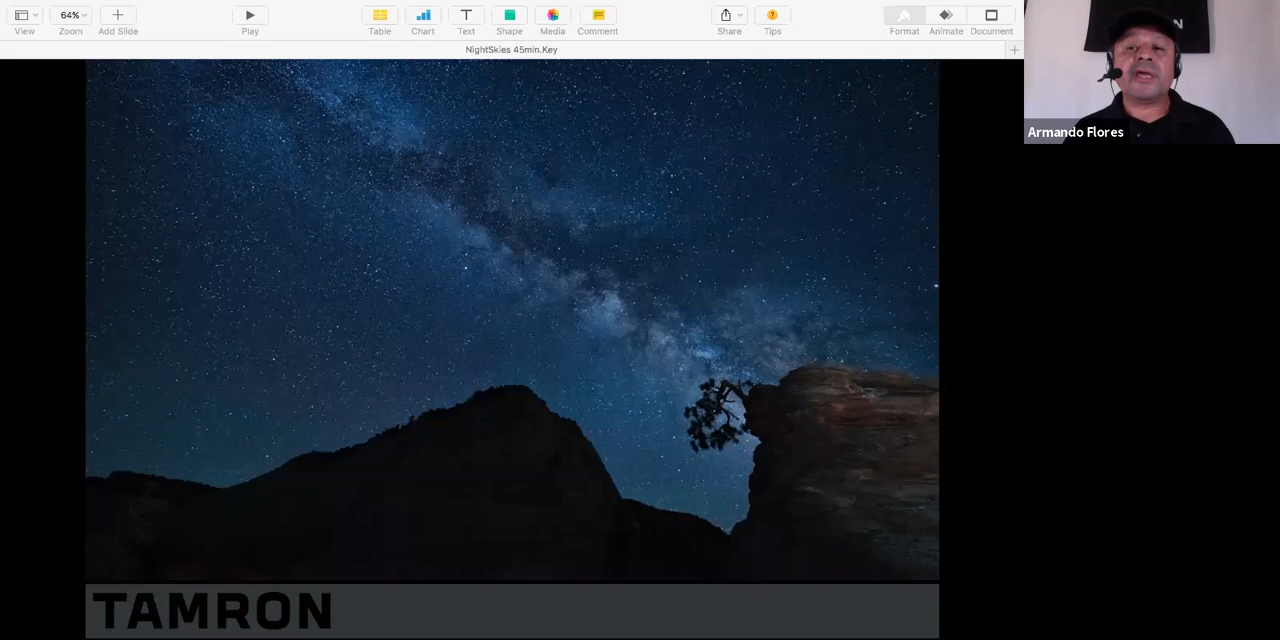 64%
View
Zoom
Add Slide
Play
Table
Chart
Text
Shape
Media
Comment
Share
Tips
Format
Animate
Document
NightSkies 45min.Key
N
Armando Flores
TAMRON